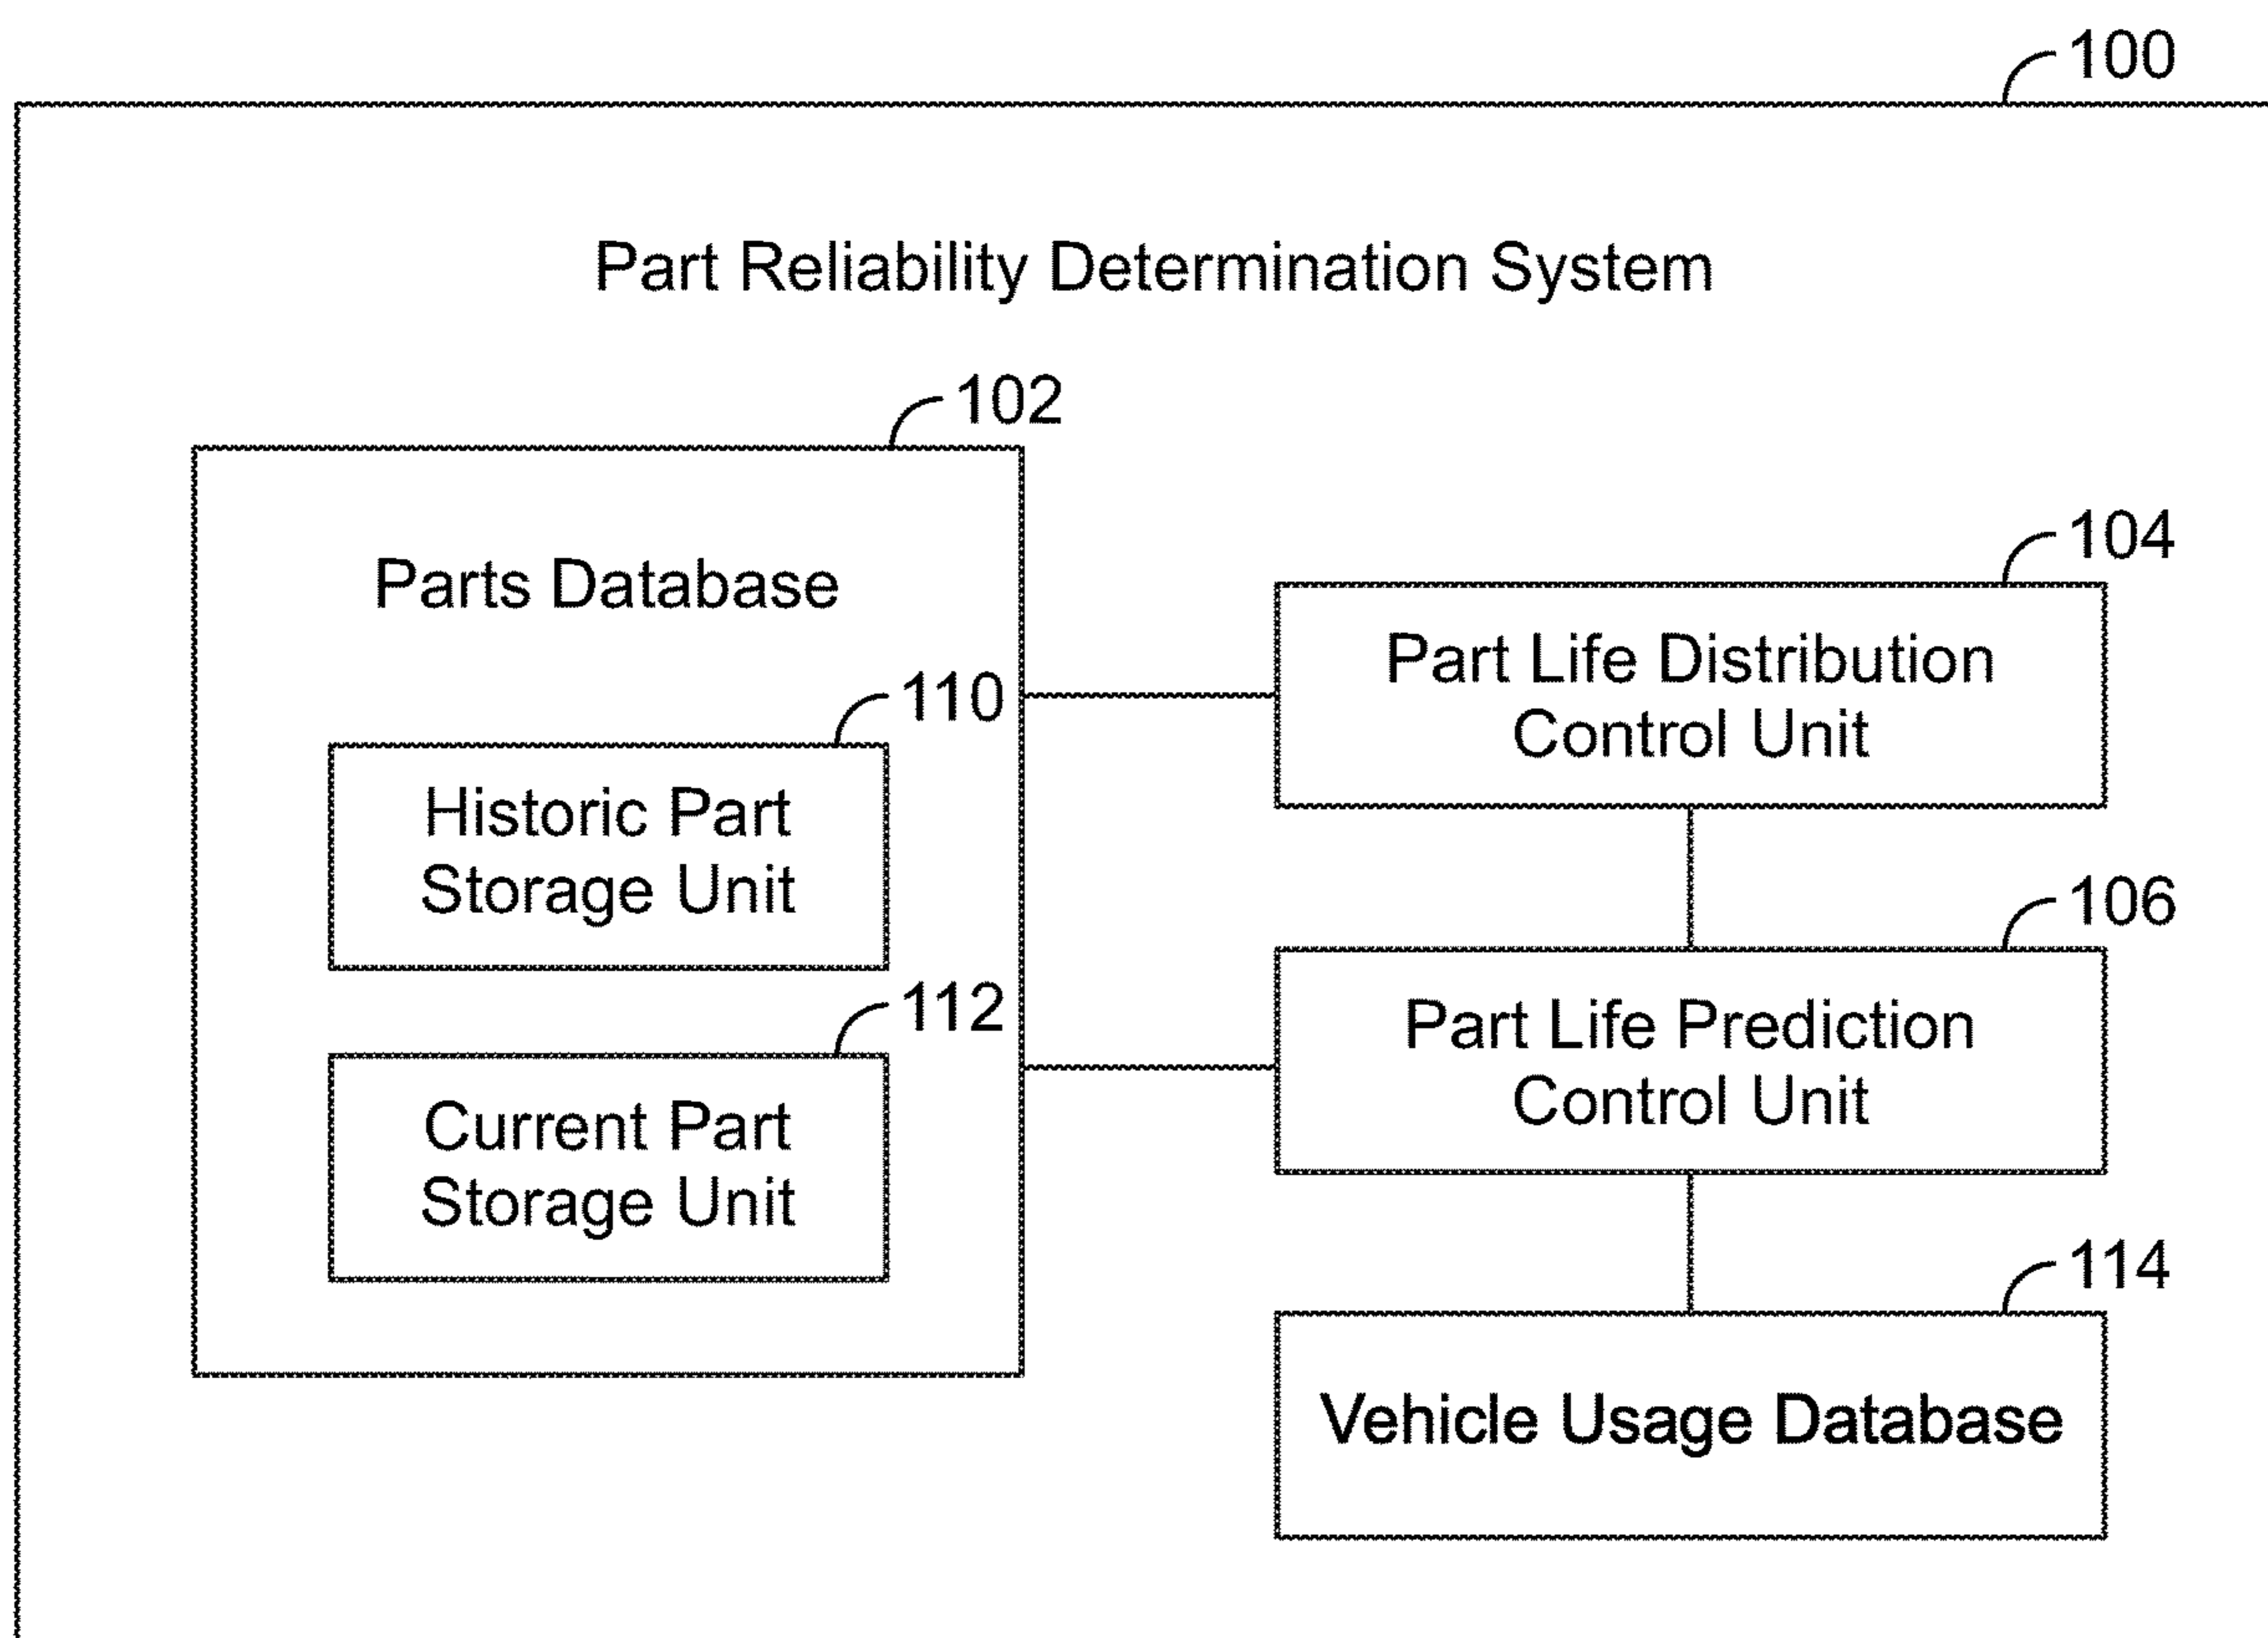 100
Part Reliability Determination System
102
Parts Database
110
Historic Part
Storage Unit
112
Current Part
Storage Unit
104
Part Life Distribution
Control Unit
106
Part Life Prediction
Control Unit
114
Vehicle Usage Database